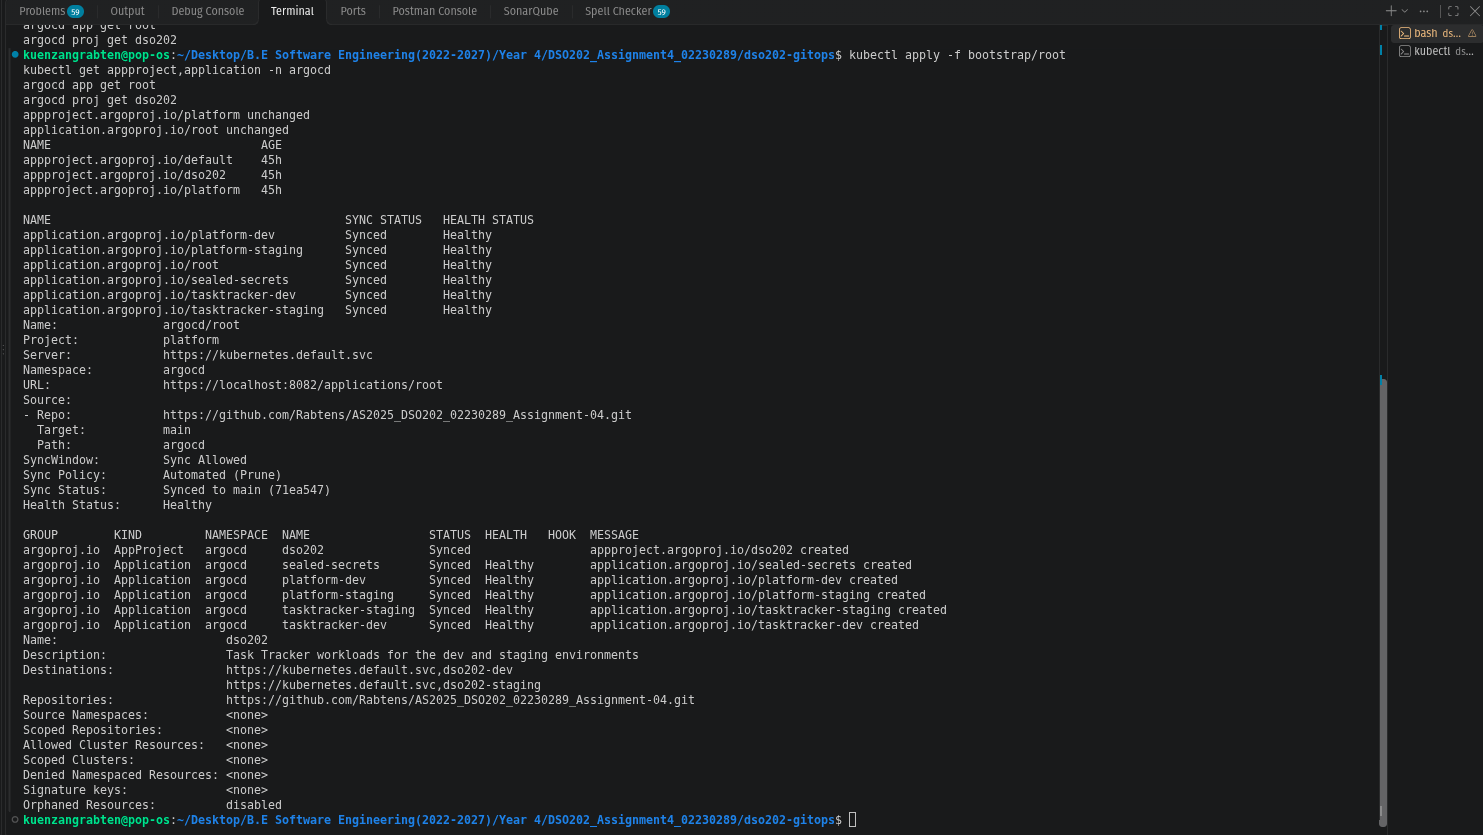 Problems 59 Output Debug Console Terminal Ports Postman Console SonarQube Spell Checker 59
argocd app get root
argocd proj get dso202
kuenzangrabten@pop-os:~/Desktop/B.E Software Engineering(2022-2027)/Year 4/DSO202_Assignment4_02230289/dso202-gitops$ kubectl apply -f bootstrap/root
kubectl get appproject,application -n argocd
argocd app get root
argocd proj get dso202
appproject.argoproj.io/platform unchanged
application.argoproj.io/root unchanged
NAME AGE
appproject.argoproj.io/default 45h
appproject.argoproj.io/dso202 45h
appproject.argoproj.io/platform 45h
NAME SYNC STATUS HEALTH STATUS
application.argoproj.io/platform-dev Synced Healthy
application.argoproj.io/platform-staging Synced Healthy
application.argoproj.io/root Synced Healthy
application.argoproj.io/sealed-secrets Synced Healthy
application.argoproj.io/tasktracker-dev Synced Healthy
application.argoproj.io/tasktracker-staging Synced Healthy
Name: argocd/root
Project: platform
Server: https://kubernetes.default.svc
Namespace: argocd
URL: https://localhost:8082/applications/root
Source:
- Repo: https://github.com/Rabtens/AS2025_DSO202_02230289_Assignment-04.git
Target: main
Path: argocd
SyncWindow: Sync Allowed
Sync Policy: Automated (Prune)
Sync Status: Synced to main (71ea547)
Health Status: Healthy
GROUP KIND NAMESPACE NAME STATUS HEALTH HOOK MESSAGE
argoproj.io AppProject argocd dso202 Synced appproject.argoproj.io/dso202 created
argoproj.io Application argocd sealed-secrets Synced Healthy application.argoproj.io/sealed-secrets created
argoproj.io Application argocd platform-dev Synced Healthy application.argoproj.io/platform-dev created
argoproj.io Application argocd platform-staging Synced Healthy application.argoproj.io/platform-staging created
argoproj.io Application argocd tasktracker-staging Synced Healthy application.argoproj.io/tasktracker-staging created
argoproj.io Application argocd tasktracker-dev Synced Healthy application.argoproj.io/tasktracker-dev created
Name: dso202
Description: Task Tracker workloads for the dev and staging environments
Destinations: https://kubernetes.default.svc,dso202-dev
https://kubernetes.default.svc,dso202-staging
Repositories: https://github.com/Rabtens/AS2025_DSO202_02230289_Assignment-04.git
Source Namespaces: <none>
Scoped Repositories: <none>
Allowed Cluster Resources: <none>
Scoped Clusters: <none>
Denied Namespaced Resources: <none>
Signature keys: <none>
Orphaned Resources: disabled
kuenzangrabten@pop-os:~/Desktop/B.E Software Engineering(2022-2027)/Year 4/DSO202_Assignment4_02230289/dso202-gitops$
bash ds...
kubectl ds...